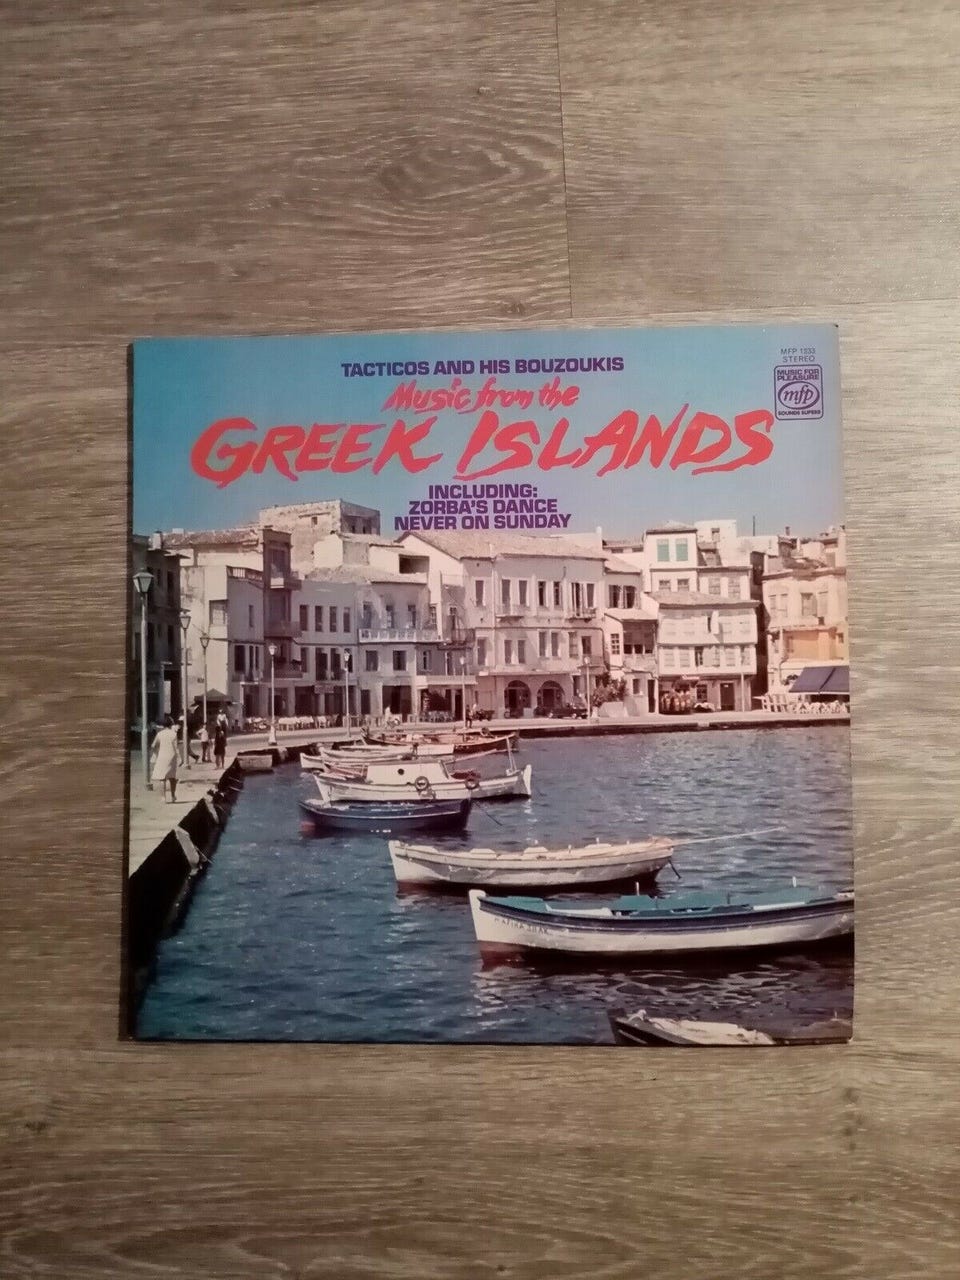 TACTICOS AND HIS BOUZOUKIS
Music from the
GREEK ISLANDS
INCLUDING:
ZORBA'S DANCE
NEVER ON SUNDAY
MFP 1233
STEREO
MUSIC FOR
PLEASURE
mfp
SOUNDS SUPERB